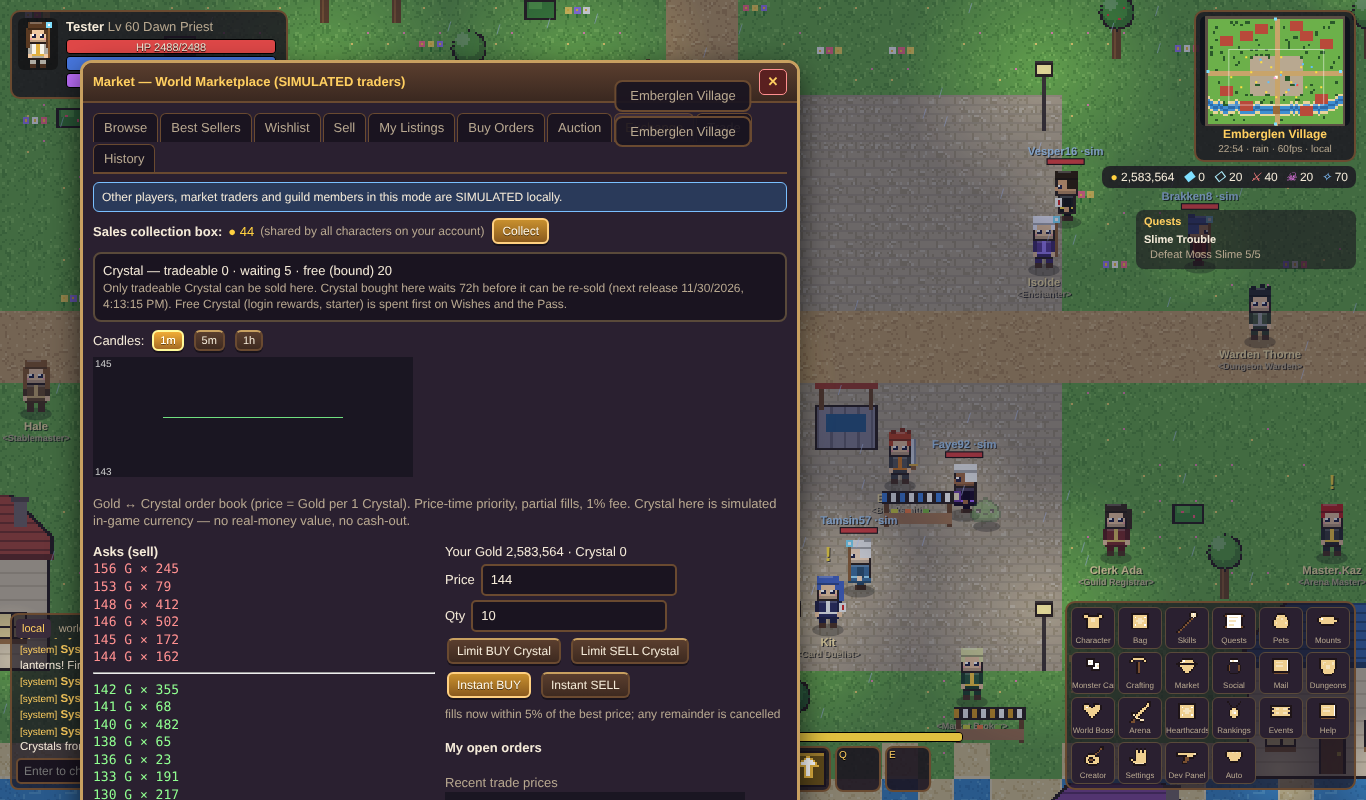 Tester Lv 60 Dawn Priest
HP 2488/2488
Market — World Marketplace (SIMULATED traders)
×
Emberglen Village
Emberglen Village
Browse
Best Sellers
Wishlist
Sell
My Listings
Buy Orders
Auction
History
Other players, market traders and guild members in this mode are SIMULATED locally.
Sales collection box: 44 (shared by all characters on your account)
Collect
Crystal — tradeable 0 · waiting 5 · free (bound) 20
Only tradeable Crystal can be sold here. Crystal bought here waits 72h before it can be re-sold (next release 11/30/2026,
4:13:15 PM). Free Crystal (login rewards, starter) is spent first on Wishes and the Pass.
Candles: 1m 5m 1h
145
143
Gold ↔ Crystal order book (price = Gold per 1 Crystal). Price-time priority, partial fills, 1% fee. Crystal here is simulated
in-game currency — no real-money value, no cash-out.
Asks (sell)
156 G × 245
153 G × 79
148 G × 412
146 G × 502
145 G × 172
144 G × 162
142 G × 355
141 G × 68
140 G × 482
138 G × 65
136 G × 23
133 G × 191
130 G × 217
Your Gold 2,583,564 · Crystal 0
Price 144
Qty 10
Limit BUY Crystal
Limit SELL Crystal
Instant BUY
Instant SELL
fills now within 5% of the best price; any remainder is cancelled
My open orders
Recent trade prices
Emberglen Village
22:54 · rain · 60fps · local
2,583,564 0 20 40 20 70
Quests
Slime Trouble
Defeat Moss Slime 5/5
Vesper16 ·sim
Brakken8 ·sim
Isolde
<Enchanter>
Warden Thorne
<Dungeon Warden>
Hale
<Stablemaster>
Faye92 ·sim
Tamsin57 ·sim
!
Kit
<Card Duelist>
Clerk Ada
<Guild Registrar>
!
Master Kaz
<Arena Master>
local
[system]
lanterns!
[system]
[system]
[system]
[system]
Crystals
Enter to
Q
E
Character
Bag
Skills
Quests
Pets
Mounts
Monster Ca
Crafting
Market
Social
Mail
Dungeons
World Boss
Arena
Hearthcards
Rankings
Events
Help
Creator
Settings
Dev Panel
Auto